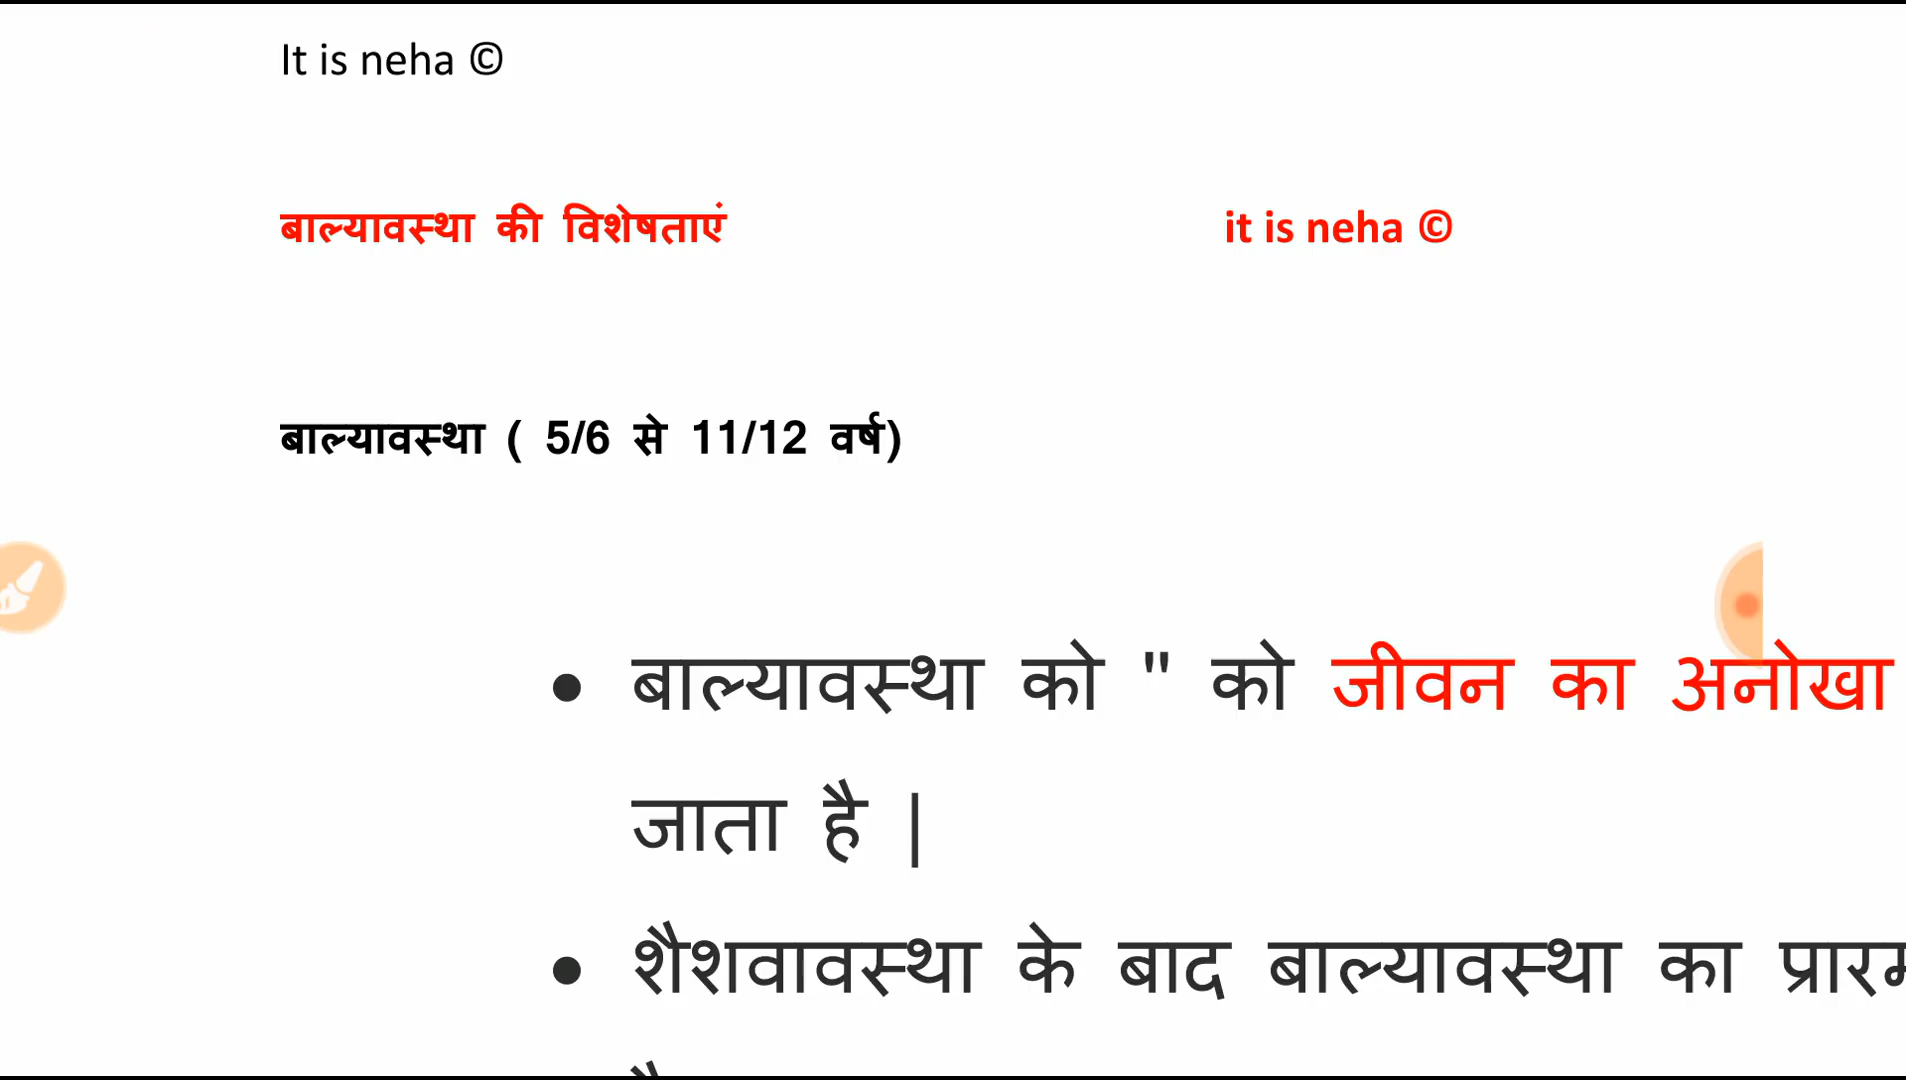 It is neha ©
बाल्यावस्था की विशेषताएं it is neha ©
बाल्यावस्था ( 5/6 से 11/12 वर्ष)
• बाल्यावस्था को " को जीवन का अनोखा
जाता है |
• शैशवावस्था के बाद बाल्यावस्था का